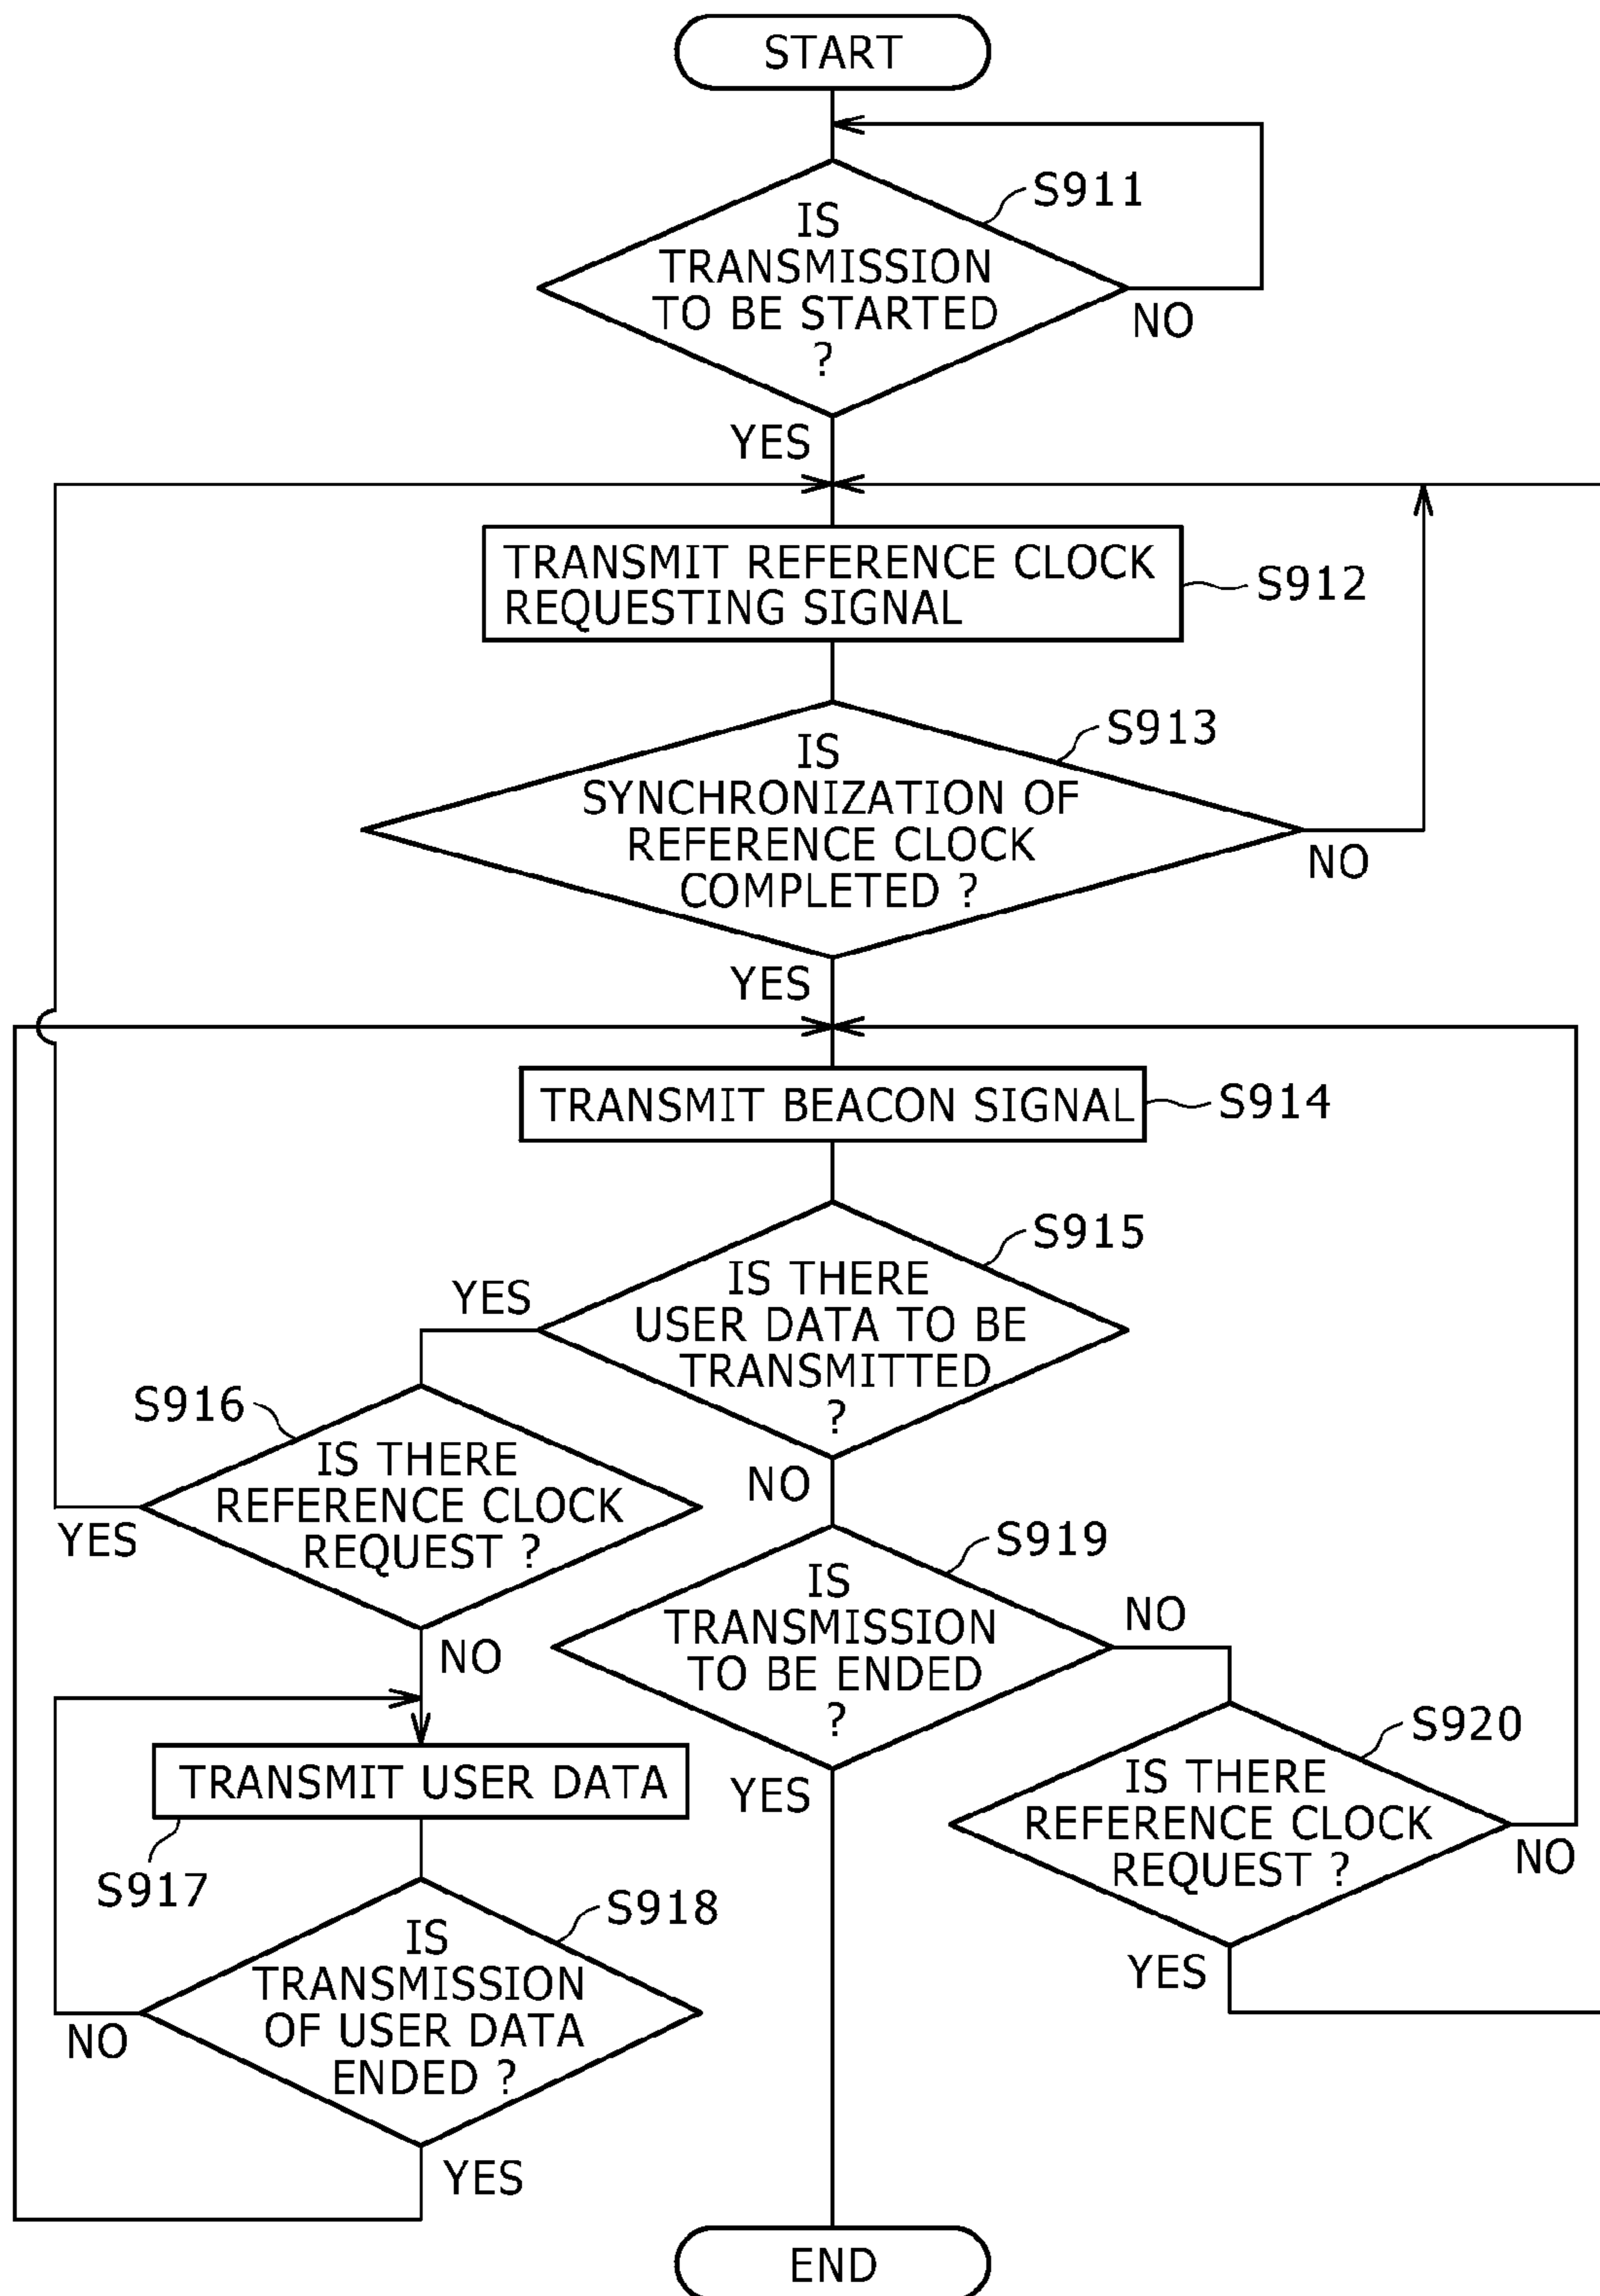 START
S911
IS
TRANSMISSION
TO BE STARTED
?
NO
YES
TRANSMIT REFERENCE CLOCK
REQUESTING SIGNAL
S912
S913
IS
SYNCHRONIZATION OF
REFERENCE CLOCK
COMPLETED ?
NO
YES
TRANSMIT BEACON SIGNAL
S914
S915
IS THERE
USER DATA TO BE
TRANSMITTED
?
YES
NO
S916
IS THERE
REFERENCE CLOCK
REQUEST ?
YES
NO
S919
IS
TRANSMISSION
TO BE ENDED
?
NO
YES
S920
IS THERE
REFERENCE CLOCK
REQUEST ?
NO
YES
TRANSMIT USER DATA
S917
S918
IS
TRANSMISSION
OF USER DATA
ENDED ?
NO
YES
END